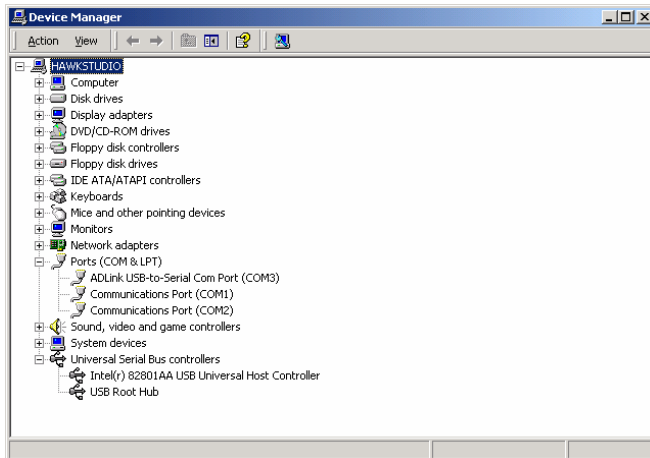 Device Manager
Action View
HAWKSTUDIO
Computer
Disk drives
Display adapters
DVD/CD-ROM drives
Floppy disk controllers
Floppy disk drives
IDE ATA/ATAPI controllers
Keyboards
Mice and other pointing devices
Monitors
Network adapters
Ports (COM & LPT)
ADLink USB-to-Serial Com Port (COM3)
Communications Port (COM1)
Communications Port (COM2)
Sound, video and game controllers
System devices
Universal Serial Bus controllers
Intel(r) 82801AA USB Universal Host Controller
USB Root Hub